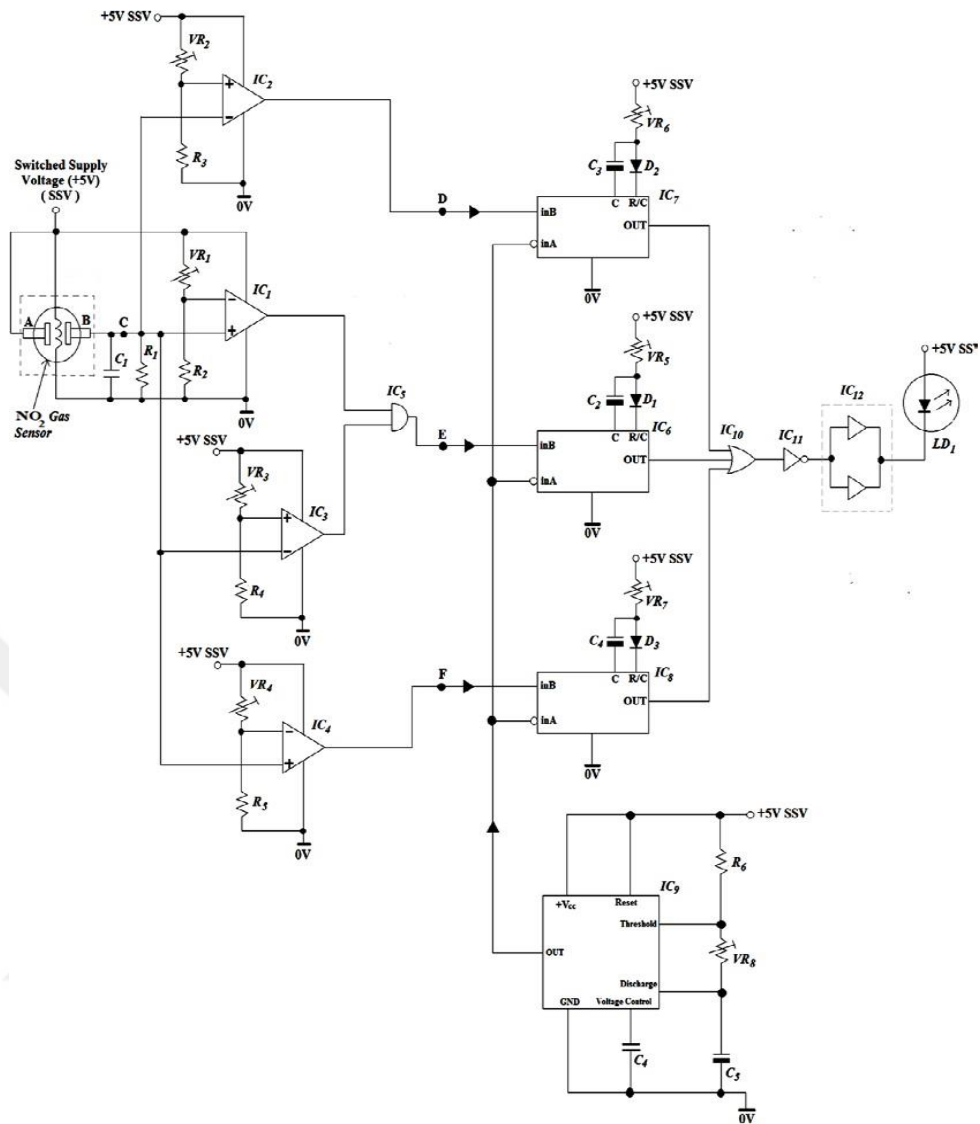 +5V SSV
VR2
IC2
+
−
R3
0V
Switched Supply
Voltage (+5V)
( SSV )
VR1
IC1
−
+
A
B
C
C1
R1
R2
0V
NO2 Gas
Sensor
+5V SSV
VR3
IC3
+
−
R4
0V
IC5
+5V SSV
VR4
IC4
−
+
R5
0V
D
E
F
+5V SSV
VR6
C3
D2
IC7
C
R/C
inB
OUT
inA
0V
+5V SSV
VR5
C2
D1
IC6
C
R/C
inB
OUT
inA
0V
+5V SSV
VR7
C4
D3
IC8
C
R/C
inB
OUT
inA
0V
IC10
IC11
IC12
+5V SS
LD1
+5V SSV
R6
IC9
+Vcc
Reset
Threshold
OUT
VR8
Discharge
GND
Voltage Control
C4
C5
0V